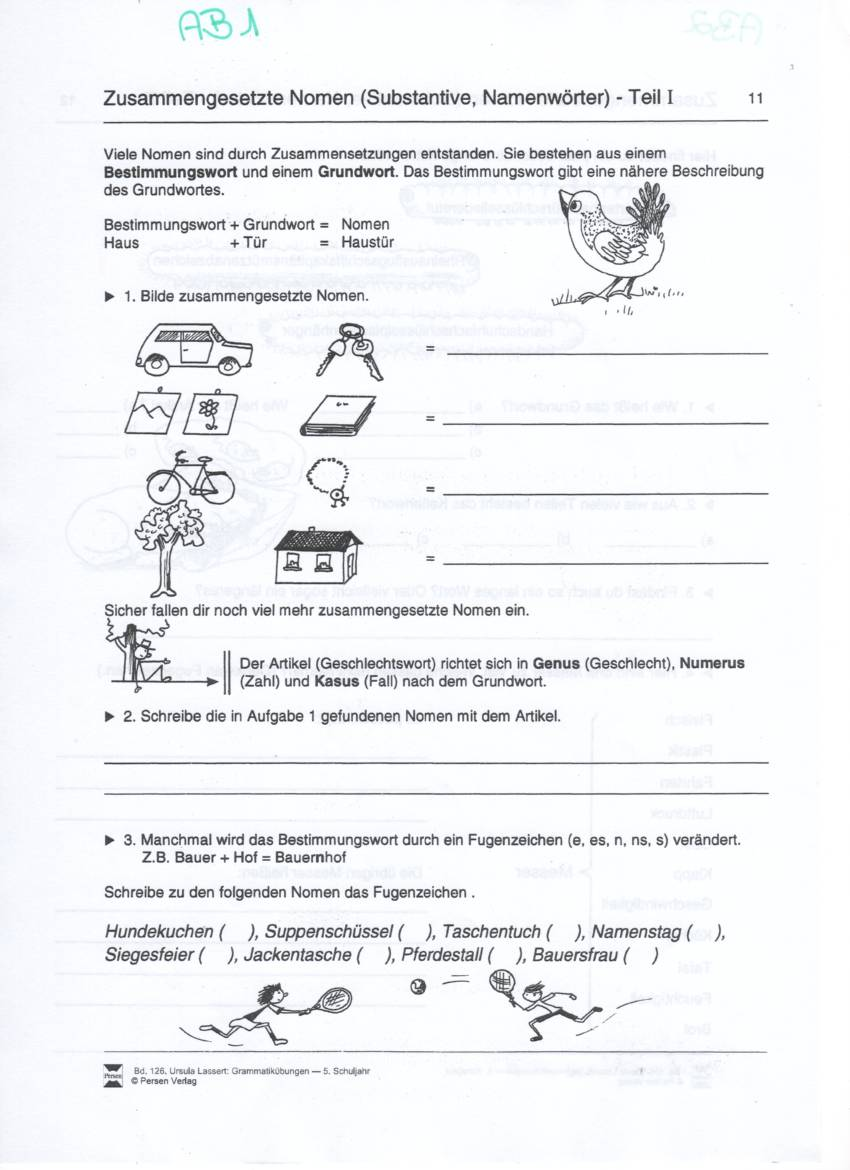 AB 1
Zusammengesetzte Nomen (Substantive, Namenwörter) - Teil I 11
Viele Nomen sind durch Zusammensetzungen entstanden. Sie bestehen aus einem
Bestimmungswort und einem Grundwort. Das Bestimmungswort gibt eine nähere Beschreibung
des Grundwortes.
Bestimmungswort + Grundwort = Nomen
Haus + Tür = Haustür
▶ 1. Bilde zusammengesetzte Nomen.
=
=
=
=
Sicher fallen dir noch viel mehr zusammengesetzte Nomen ein.
Der Artikel (Geschlechtswort) richtet sich in Genus (Geschlecht), Numerus
(Zahl) und Kasus (Fall) nach dem Grundwort.
▶ 2. Schreibe die in Aufgabe 1 gefundenen Nomen mit dem Artikel.
▶ 3. Manchmal wird das Bestimmungswort durch ein Fugenzeichen (e, es, n, ns, s) verändert.
Z.B. Bauer + Hof = Bauernhof
Schreibe zu den folgenden Nomen das Fugenzeichen .
Hundekuchen ( ), Suppenschüssel ( ), Taschentuch ( ), Namenstag ( ),
Siegesfeier ( ), Jackentasche ( ), Pferdestall ( ), Bauersfrau ( )
Persen
Bd. 126, Ursula Lassert: Grammatikübungen — 5. Schuljahr
© Persen Verlag